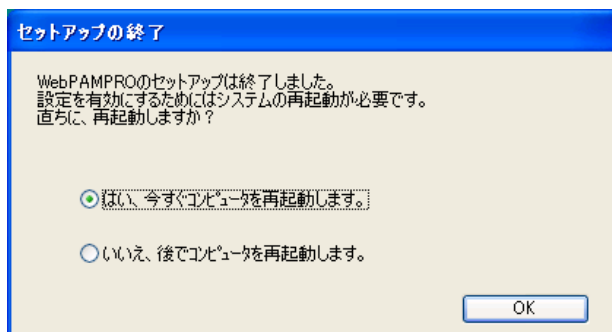 セットアップの終了
WebPAMPROのセットアップは終了しました。
設定を有効にするためにはシステムの再起動が必要です。
直ちに、再起動しますか？
はい、今すぐｺﾝﾋﾟｭｰﾀを再起動します。
いいえ、後でｺﾝﾋﾟｭｰﾀを再起動します。
OK